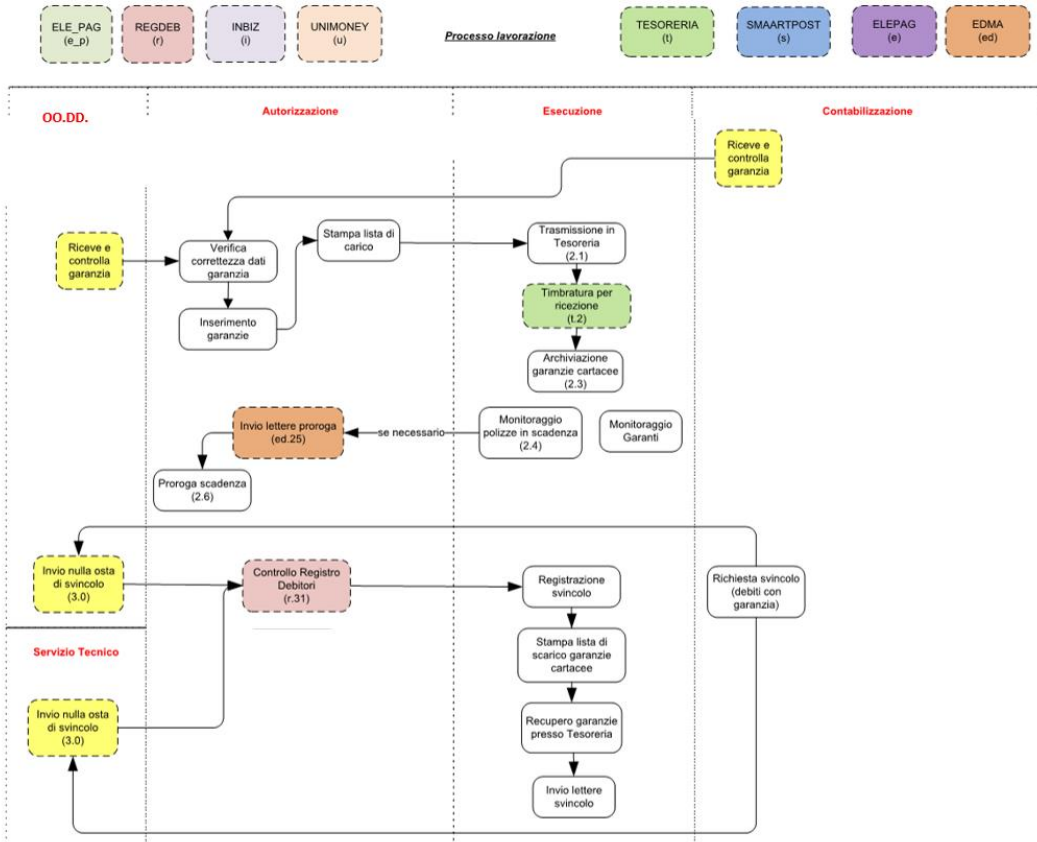 ELE_PAG
(e_p)
REGDEB
(r)
INBIZ
(i)
UNIMONEY
(u)
Processo lavorazione
TESORERIA
(t)
SMAARTPOST
(s)
ELEPAG
(e)
EDMA
(ed)
OO.DD.
Autorizzazione
Esecuzione
Contabilizzazione
Riceve e
controlla
garanzia
Riceve e
controlla
garanzia
Verifica
correttezza dati
garanzia
Stampa lista di
carico
Trasmissione in
Tesoreria
(2.1)
Inserimento
garanzie
Timbratura per
ricezione
(t.2)
Archiviazione
garanzie cartacee
(2.3)
Invio lettere proroga
(ed.25)
se necessario
Monitoraggio
polizze in scadenza
(2.4)
Monitoraggio
Garanti
Proroga scadenza
(2.6)
Invio nulla osta
di svincolo
(3.0)
Controllo Registro
Debitori
(r.31)
Registrazione
svincolo
Richiesta svincolo
(debiti con
garanzia)
Servizio Tecnico
Stampa lista di
scarico garanzie
cartacee
Invio nulla osta
di svincolo
(3.0)
Recupero garanzie
presso Tesoreria
Invio lettere
svincolo